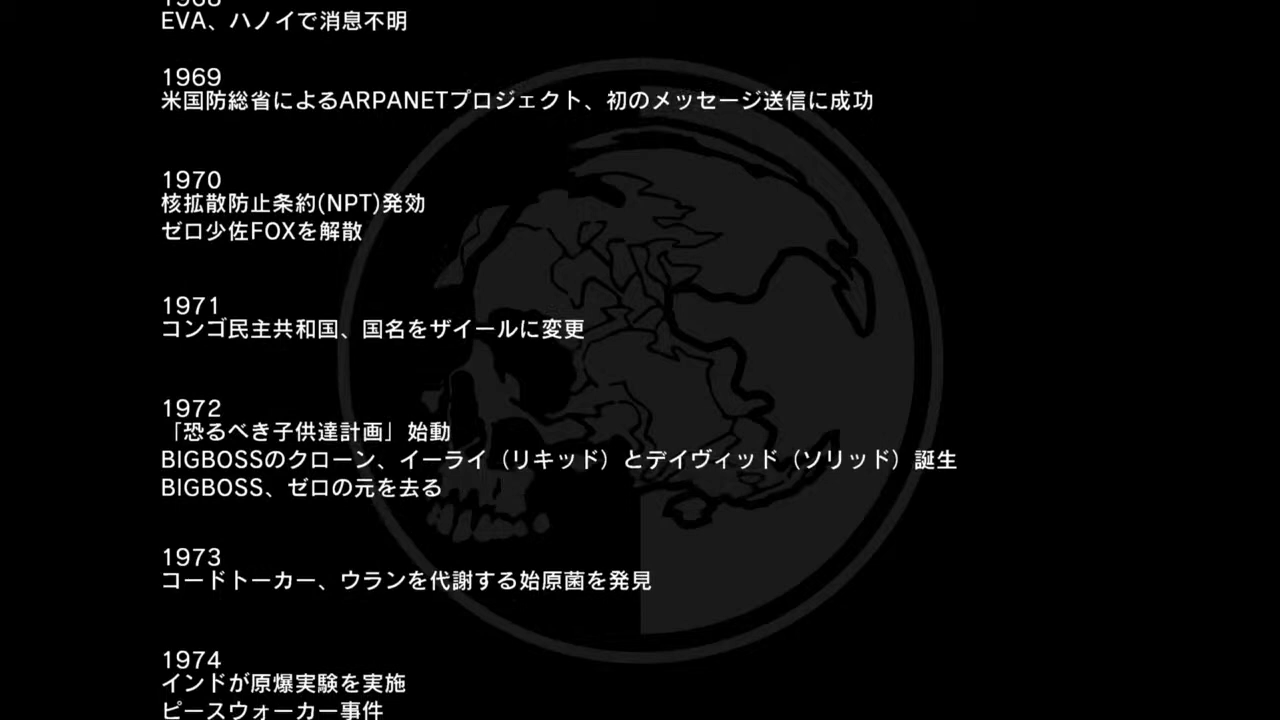 1968
EVA、ハノイで消息不明
1969
米国防総省によるARPANETプロジェクト、初のメッセージ送信に成功
1970
核拡散防止条約(NPT)発効
ゼロ少佐FOXを解散
1971
コンゴ民主共和国、国名をザイールに変更
1972
「恐るべき子供達計画」始動
BIGBOSSのクローン、イーライ（リキッド）とデイヴィッド（ソリッド）誕生
BIGBOSS、ゼロの元を去る
1973
コードトーカー、ウランを代謝する始原菌を発見
1974
インドが原爆実験を実施
ピースウォーカー事件